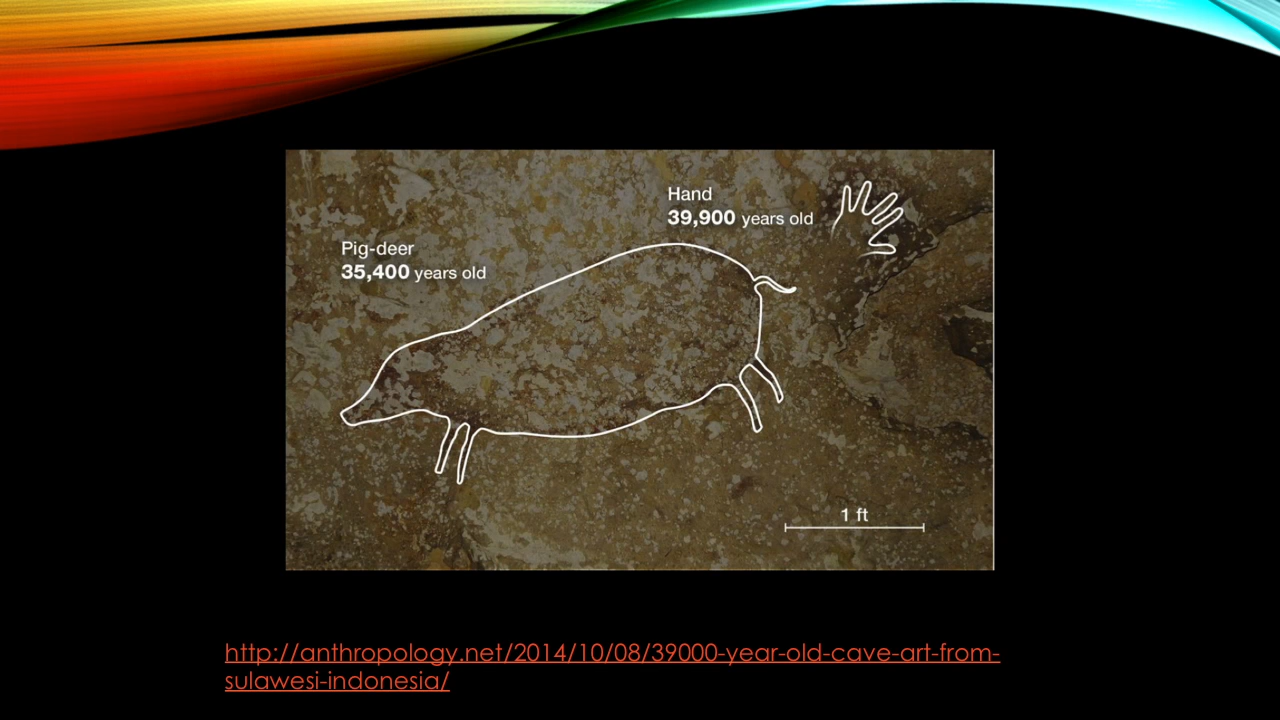 Hand
39,900 years old
Pig-deer
35,400 years old
1 ft
http://anthropology.net/2014/10/08/39000-year-old-cave-art-from-
sulawesi-indonesia/